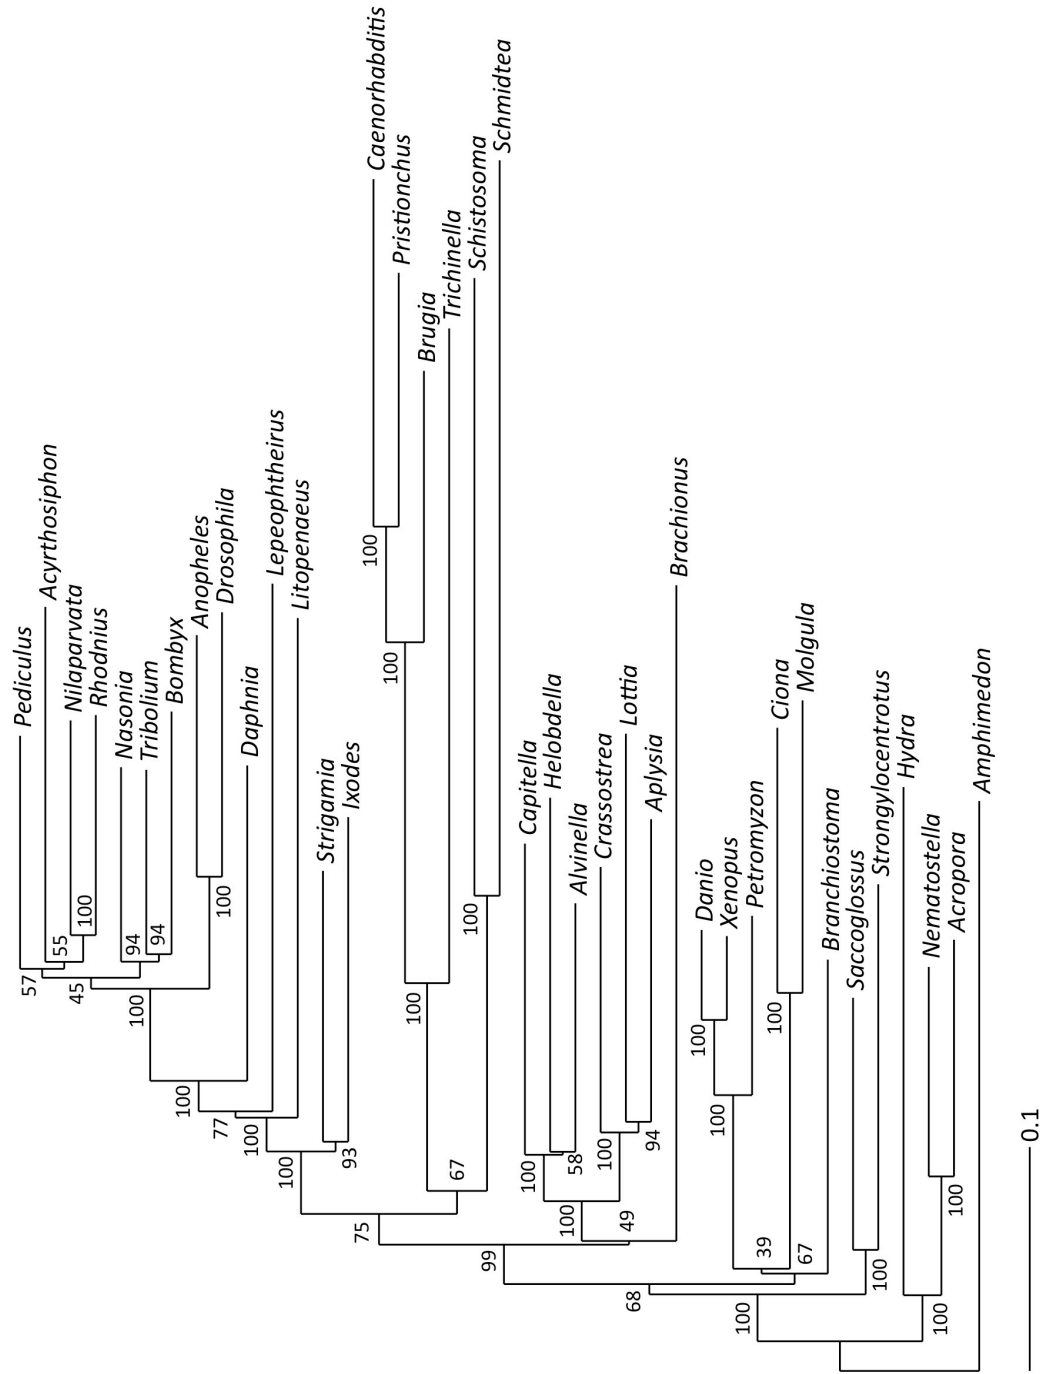 Pediculus
Acyrthosiphon
Nilaparvata
Rhodnius
Nasonia
Tribolium
Bombyx
Anopheles
Drosophila
Daphnia
Lepeophtheirus
Litopenaeus
Strigamia
Ixodes
Caenorhabditis
Pristionchus
Brugia
Trichinella
Schistosoma
Schmidtea
Capitella
Helobdella
Alvinella
Crassostrea
Lottia
Aplysia
Brachionus
Danio
Xenopus
Petromyzon
Ciona
Molgula
Branchiostoma
Saccoglossus
Strongylocentrotus
Hydra
Nematostella
Acropora
Amphimedon
57
55
100
45
94
94
100
100
100
77
100
100
93
75
100
100
100
67
100
99
100
58
100
100
94
49
68
100
100
39
100
67
100
100
100
100
0.1